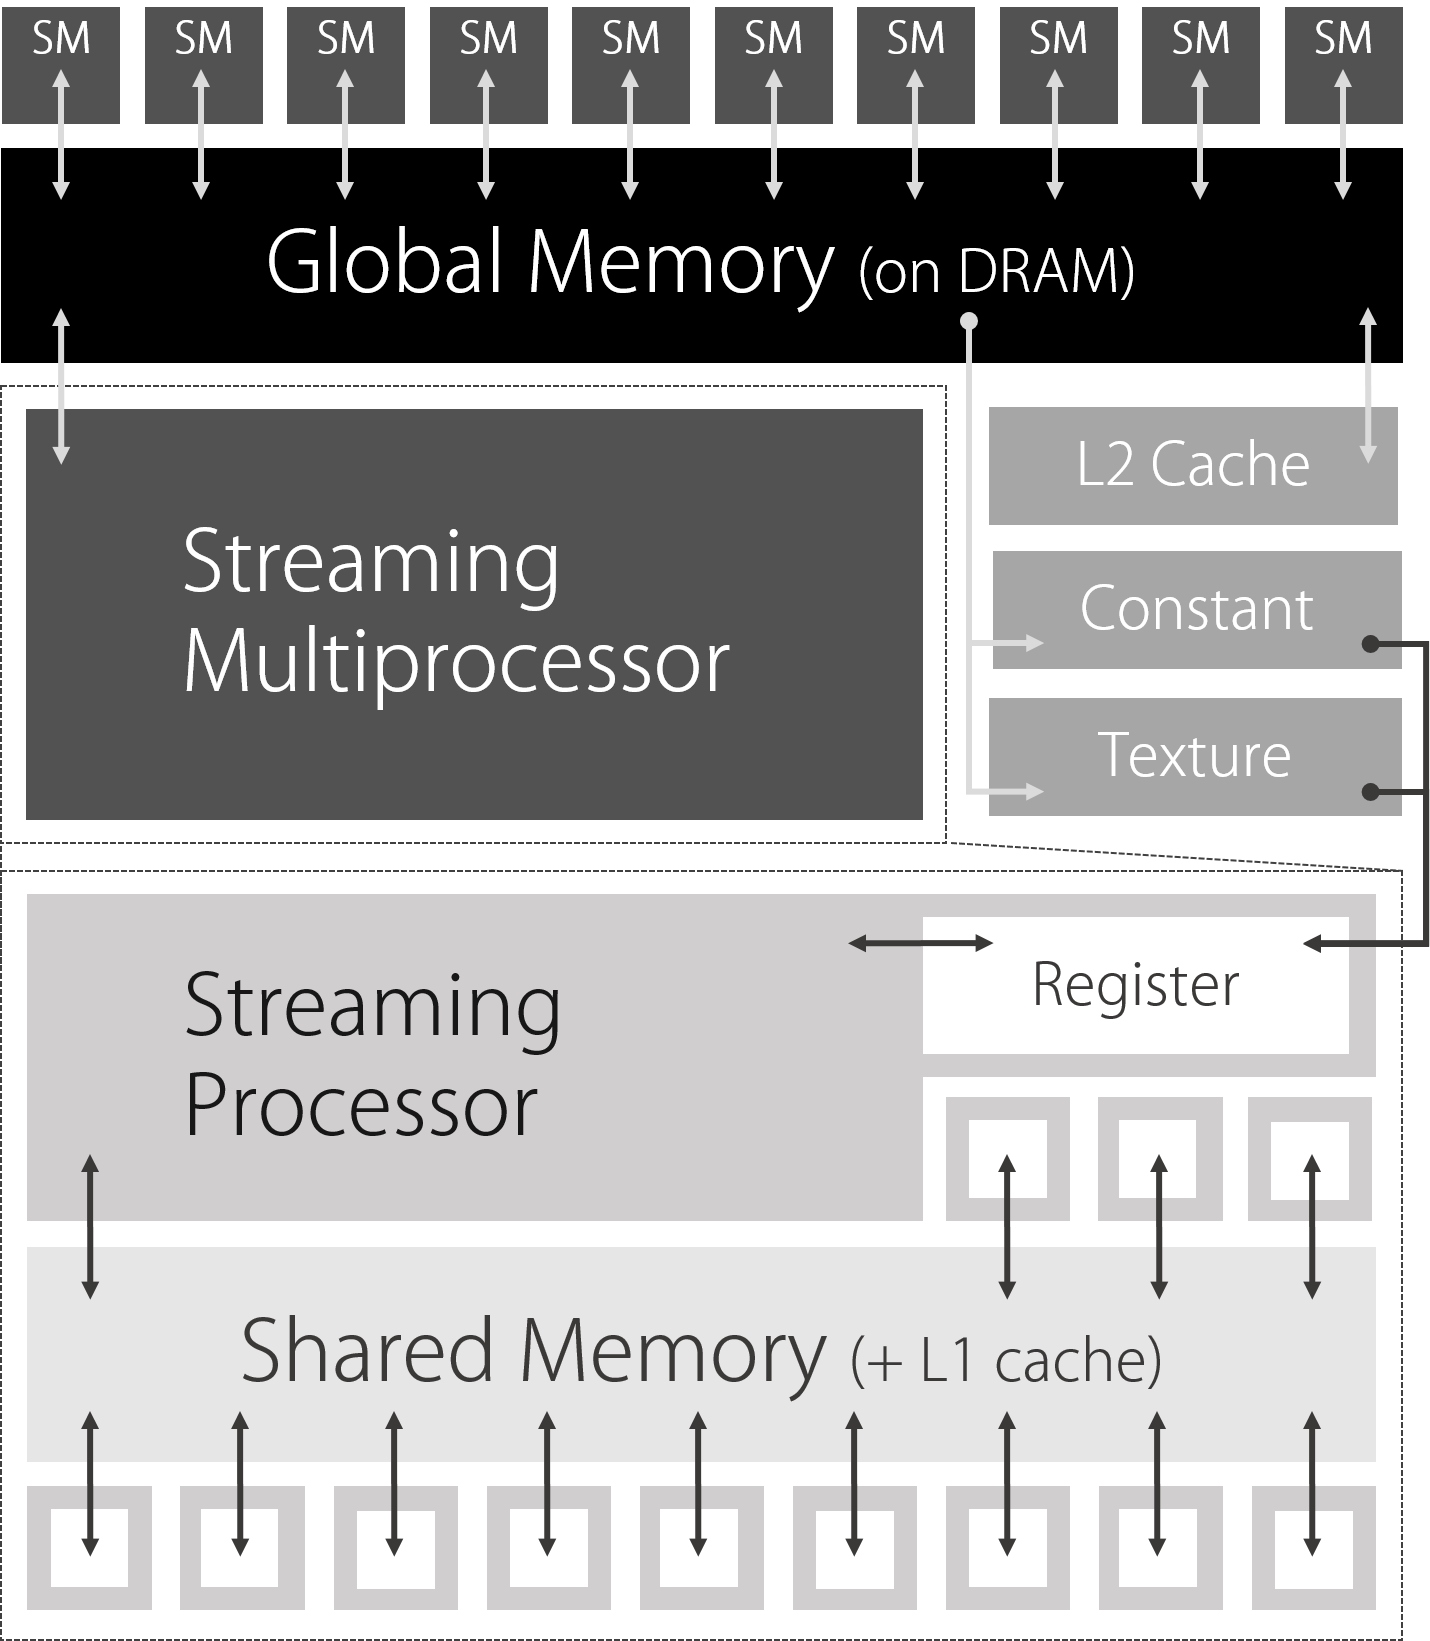 SM SM SM SM SM SM SM SM SM SM
Global Memory (on DRAM)
L2 Cache
Streaming
Multiprocessor
Constant
Texture
Streaming
Processor
Register
Shared Memory (+ L1 cache)